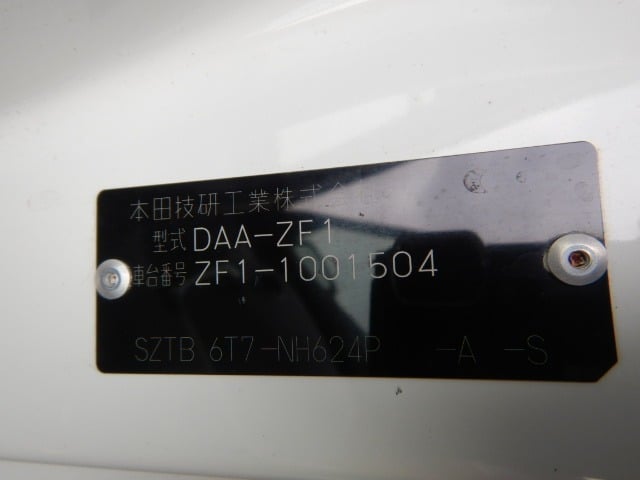 本田技研工業株式会社
型式 DAA-ZF1
車台番号 ZF1-1001504
SZTB 6T7-NH624P -A -S